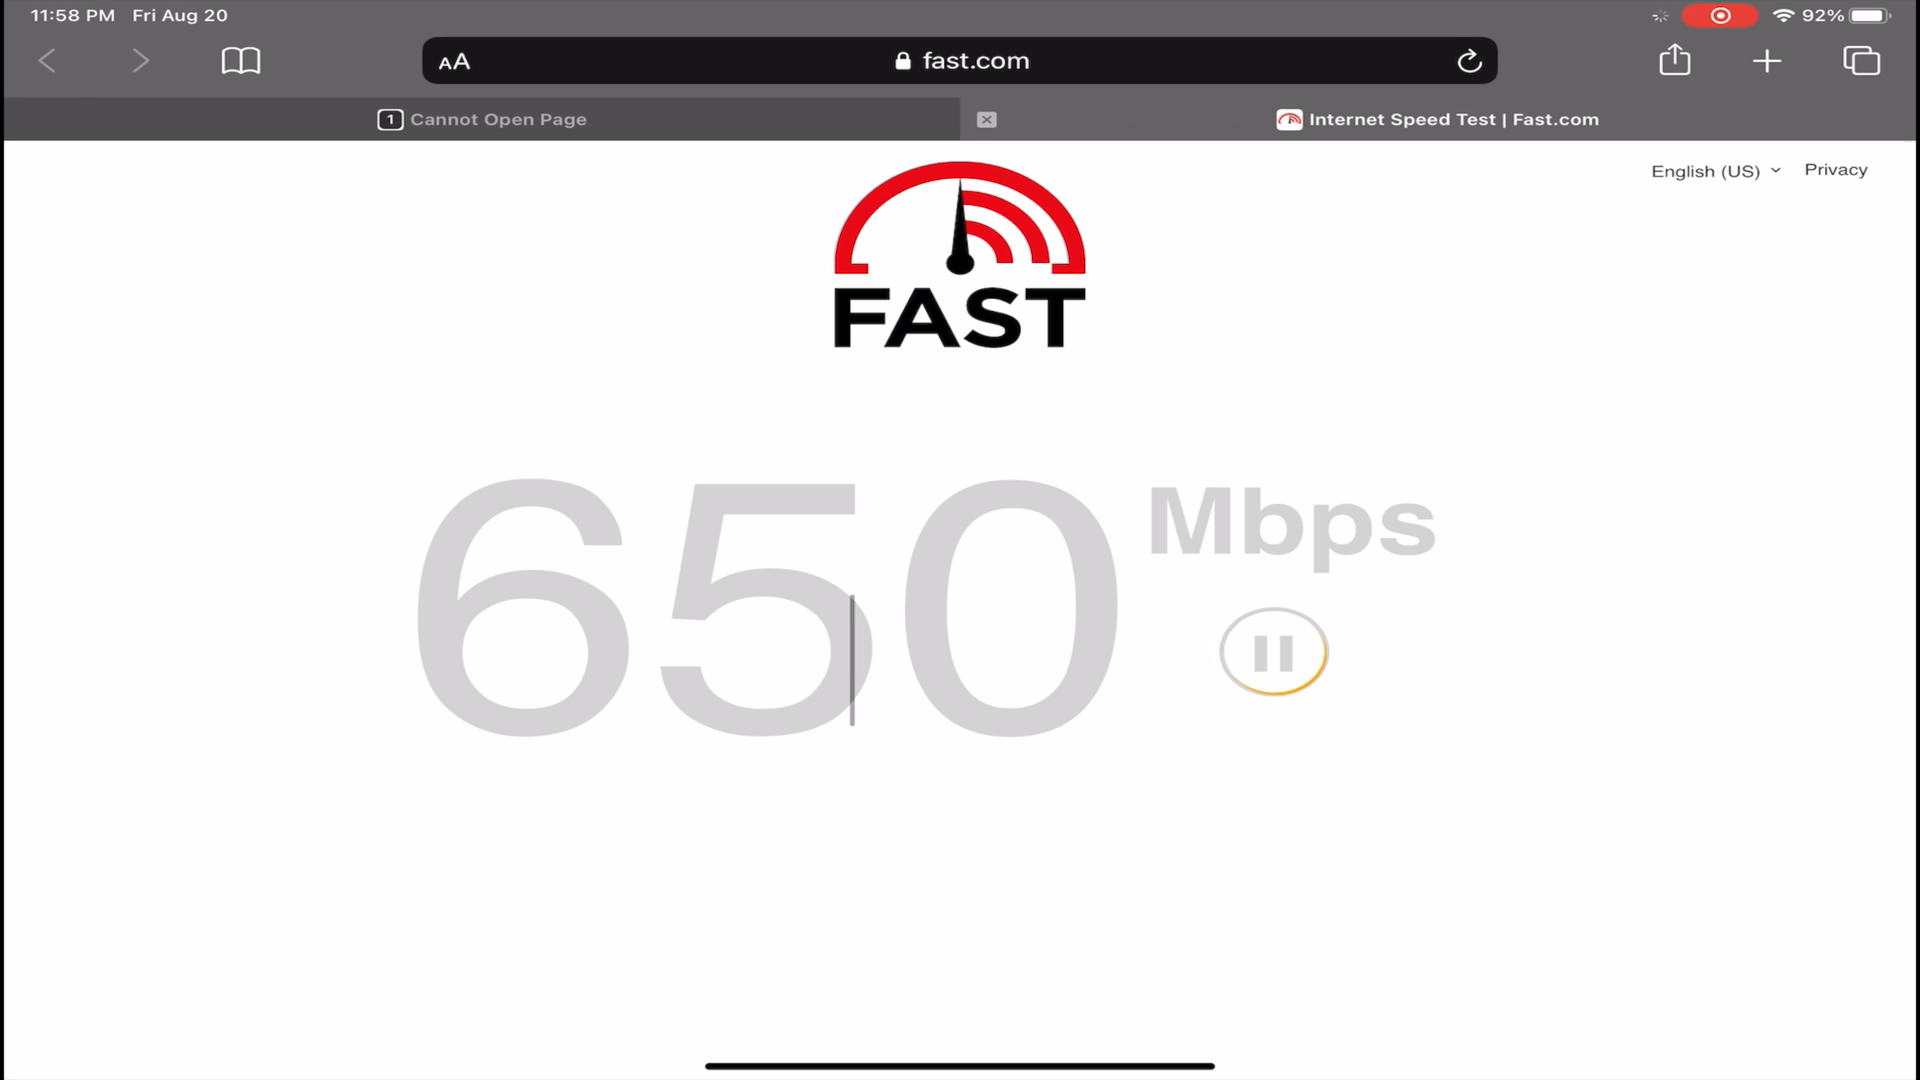 11:58 PM Fri Aug 20 92%
AA fast.com
1 Cannot Open Page Internet Speed Test | Fast.com
English (US) Privacy
FAST
650 Mbps